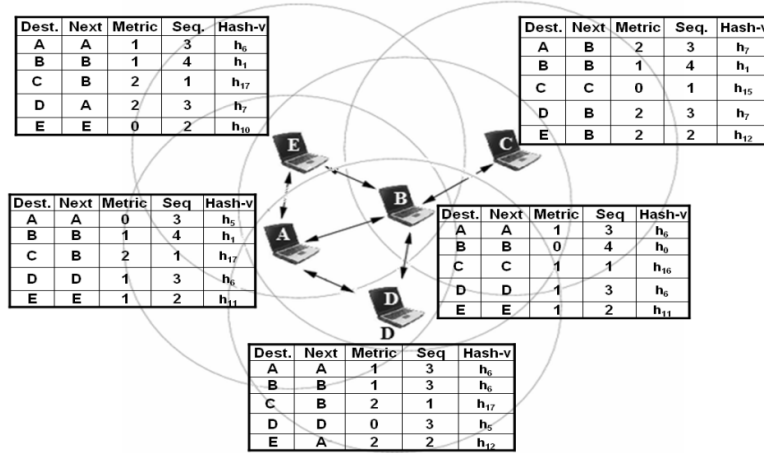 Dest. Next Metric Seq. Hash-v
A A 1 3 h6
B B 1 4 h1
C B 2 1 h17
D A 2 3 h7
E E 0 2 h10
Dest. Next Metric Seq. Hash-v
A B 2 3 h7
B B 1 4 h1
C C 0 1 h15
D B 2 3 h7
E B 2 2 h12
E
C
B
A
D
D
Dest. Next Metric Seq Hash-v
A A 0 3 h5
B B 1 4 h1
C B 2 1 h17
D D 1 3 h6
E E 1 2 h11
Dest. Next Metric Seq Hash-v
A A 1 3 h6
B B 0 4 h0
C C 1 1 h16
D D 1 3 h6
E E 1 2 h11
Dest. Next Metric Seq Hash-v
A A 1 3 h6
B B 1 3 h6
C B 2 1 h17
D D 0 3 h5
E A 2 2 h12